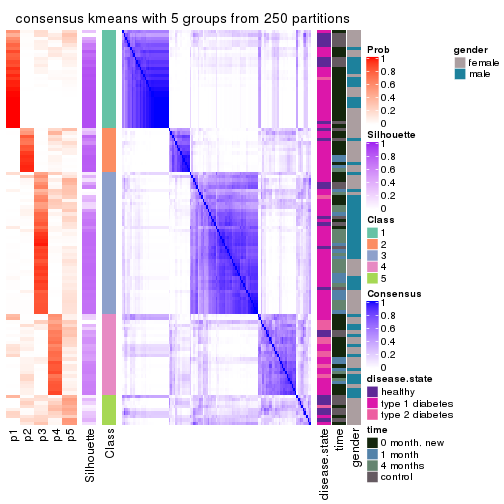 consensus kmeans with 5 groups from 250 partitions
Prob
1
0.8
0.6
0.4
0.2
0
gender
female
male
Silhouette
1
0.8
0.6
0.4
0.2
0
Class
1
2
3
4
5
Consensus
1
0.8
0.6
0.4
0.2
0
disease.state
healthy
type 1 diabetes
type 2 diabetes
time
0 month. new
1 month
4 months
control
p1
p2
p3
p4
p5
Silhouette
Class
disease.state
time
gender